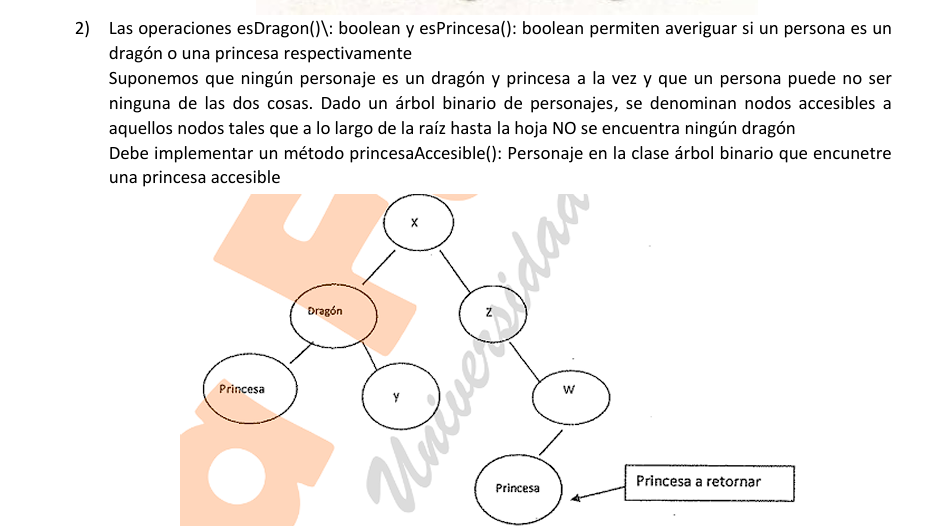 2) Las operaciones esDragon()\: boolean y esPrincesa(): boolean permiten averiguar si un persona es un
dragón o una princesa respectivamente
Suponemos que ningún personaje es un dragón y princesa a la vez y que un persona puede no ser
ninguna de las dos cosas. Dado un árbol binario de personajes, se denominan nodos accesibles a
aquellos nodos tales que a lo largo de la raíz hasta la hoja NO se encuentra ningún dragón
Debe implementar un método princesaAccesible(): Personaje en la clase árbol binario que encunetre
una princesa accesible
X
Dragón
Z
Princesa
y
W
Princesa
Princesa a retornar
Universidad